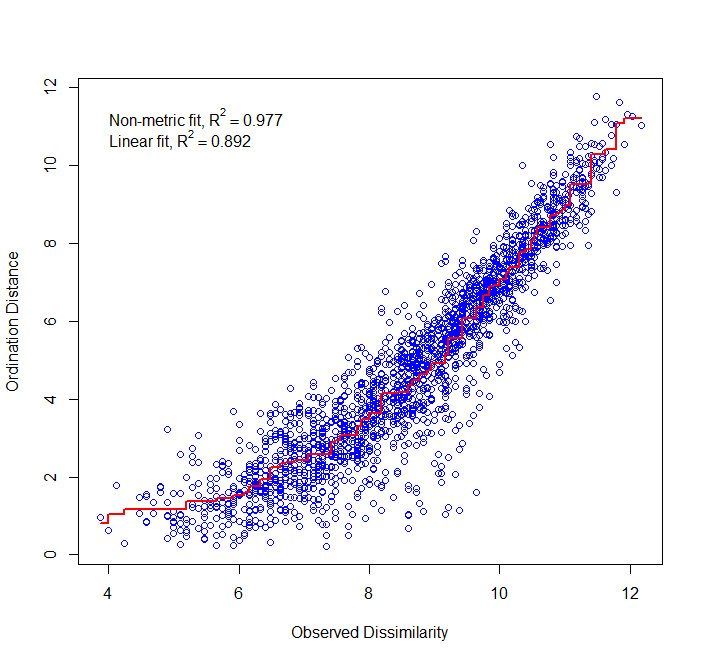 Non-metric fit, R² = 0.977
Linear fit, R² = 0.892
Ordination Distance
12
10
8
6
4
2
0
4 6 8 10 12
Observed Dissimilarity